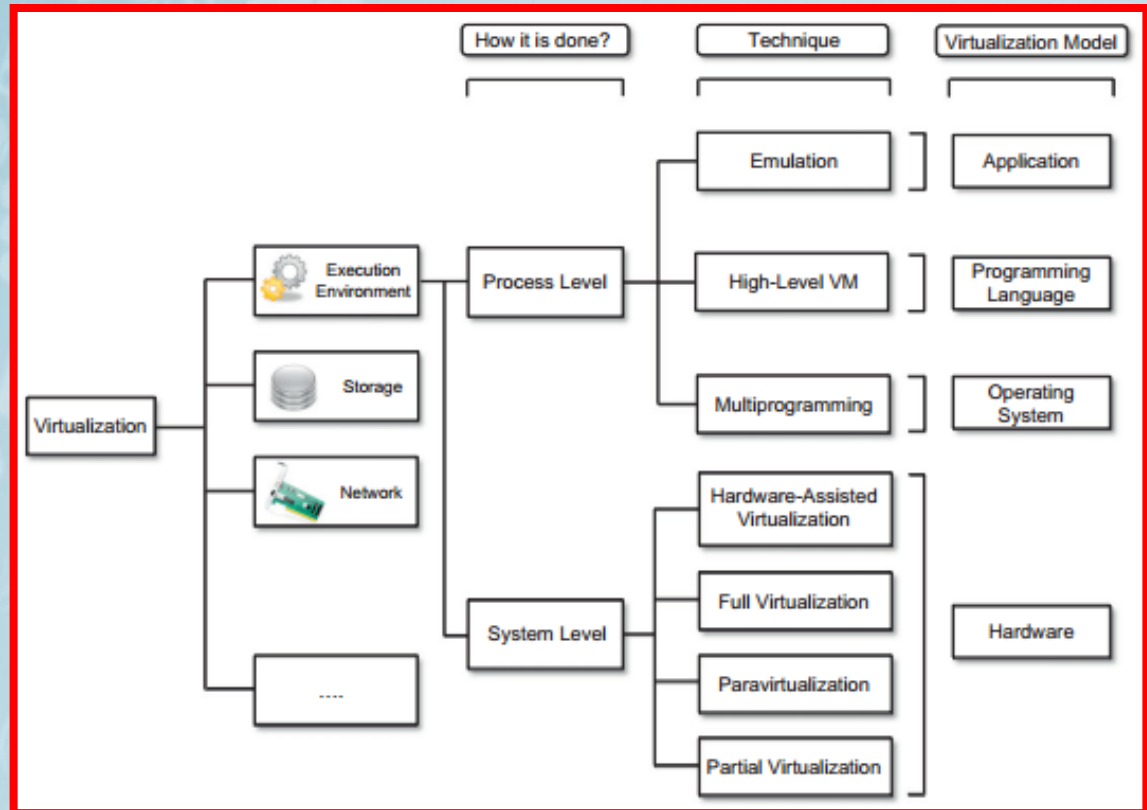 How it is done?
Technique
Virtualization Model
Emulation
Application
Execution
Environment
Process Level
High-Level VM
Programming
Language
Storage
Multiprogramming
Operating
System
Virtualization
Network
Hardware-Assisted
Virtualization
Full Virtualization
System Level
Hardware
----
Paravirtualization
Partial Virtualization